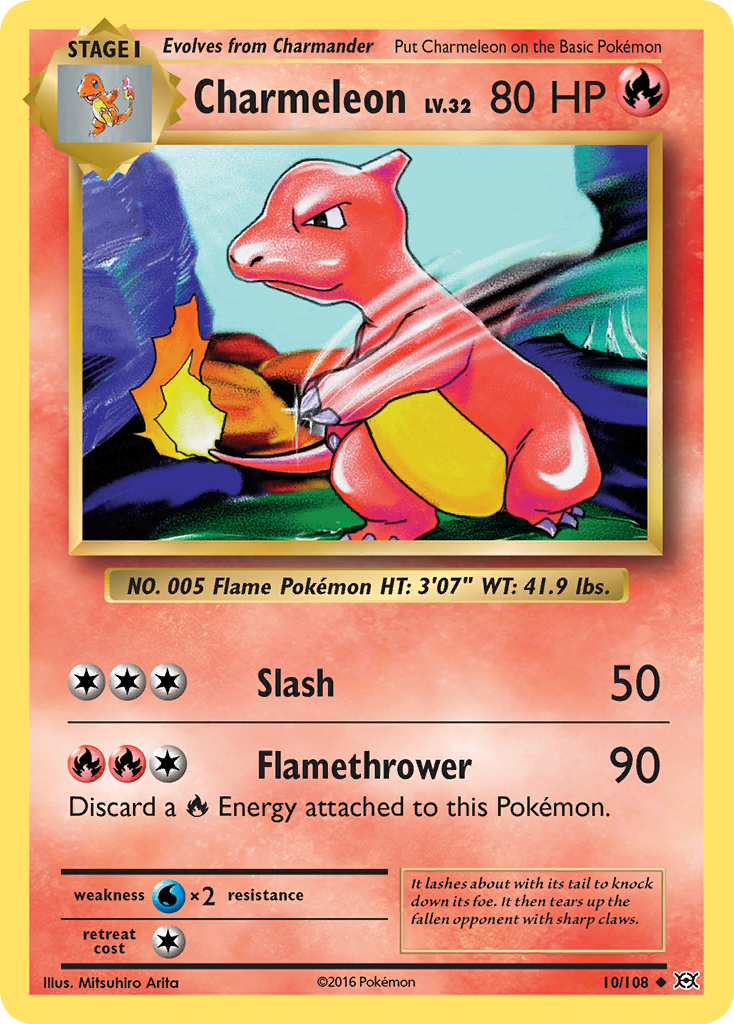 STAGE 1 Evolves from Charmander Put Charmeleon on the Basic Pokémon
Charmeleon LV.32 80 HP
NO. 005 Flame Pokémon HT: 3'07" WT: 41.9 lbs.
Slash 50
Flamethrower 90
Discard a Energy attached to this Pokémon.
weakness ×2 resistance
retreat
cost
It lashes about with its tail to knock
down its foe. It then tears up the
fallen opponent with sharp claws.
Illus. Mitsuhiro Arita ©2016 Pokémon 10/108